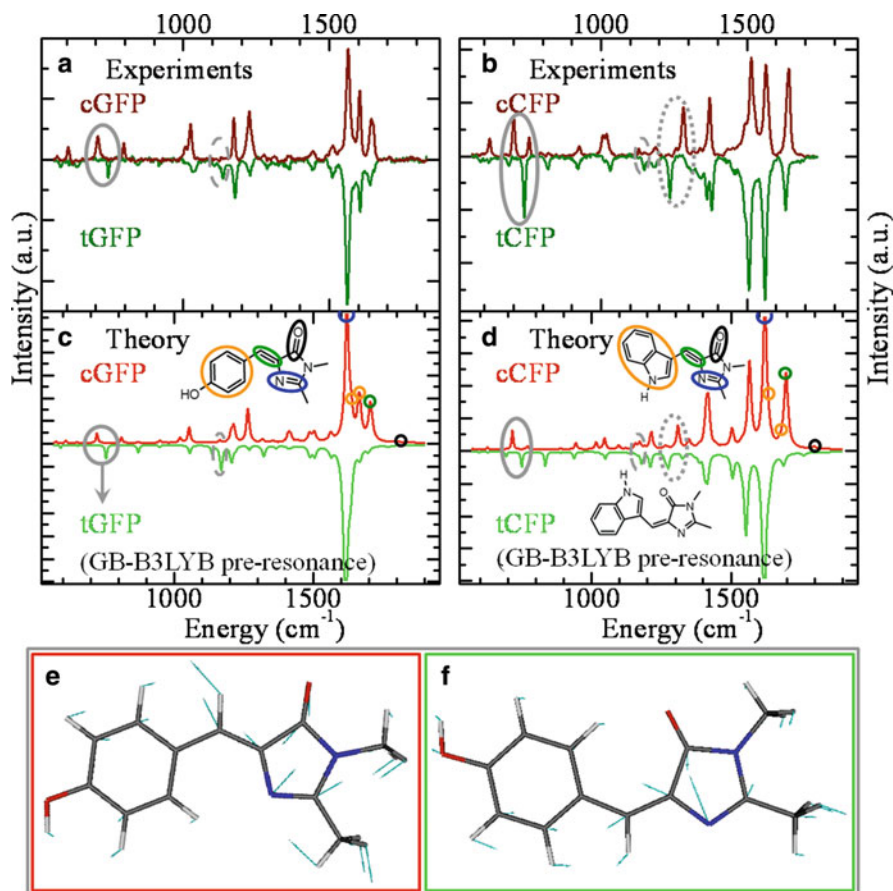 1000 1500 1000 1500
a Experiments
cGFP
tGFP
b Experiments
cCFP
tCFP
Intensity (a.u.)
Intensity (a.u.)
c Theory
cGFP
O
N
N
HO
tGFP
(GB-B3LYB pre-resonance)
d Theory
cCFP
O
N
N
N
H
H
N
O
N
N
tCFP
(GB-B3LYB pre-resonance)
1000 1500 1000 1500
Energy (cm-1)
Energy (cm-1)
e
f